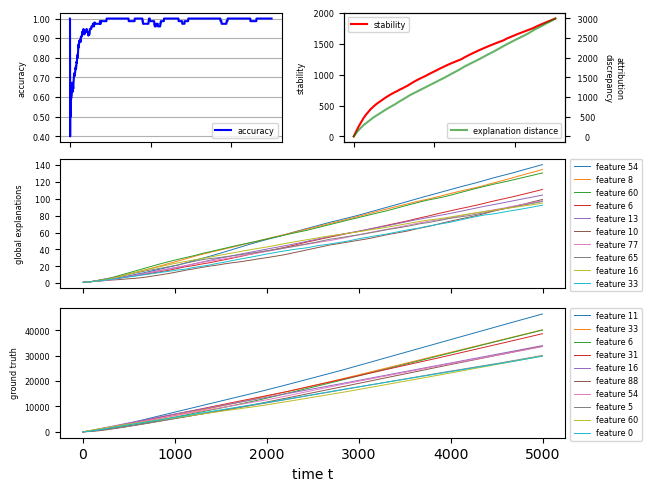 1.00
0.90
0.80
0.70
0.60
0.50
0.40
accuracy
accuracy
2000
1500
1000
500
0
stability
stability
explanation distance
3000
2500
2000
1500
1000
500
0
attribution
discrepancy
140
120
100
80
60
40
20
0
global explanations
feature 54
feature 8
feature 60
feature 6
feature 13
feature 10
feature 77
feature 65
feature 16
feature 33
40000
30000
20000
10000
0
ground truth
feature 11
feature 33
feature 6
feature 31
feature 16
feature 88
feature 54
feature 5
feature 60
feature 0
0 1000 2000 3000 4000 5000
time t